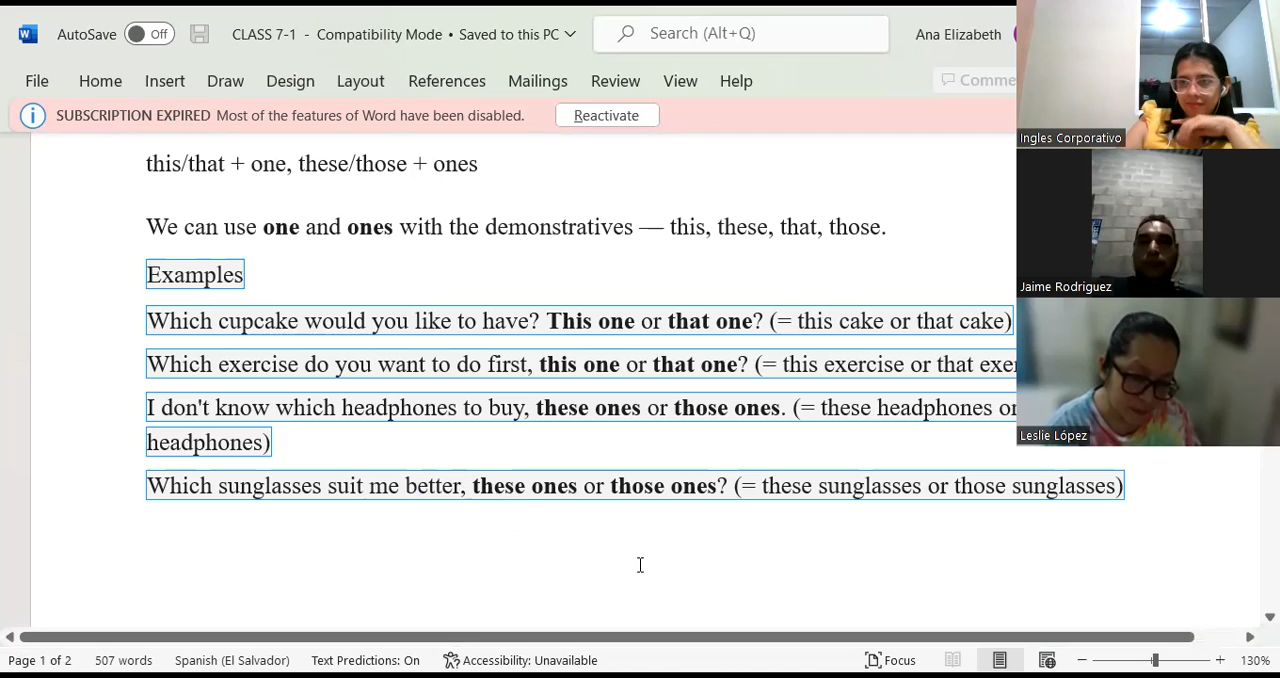 AutoSave Off CLASS 7-1 - Compatibility Mode • Saved to this PC Search (Alt+Q) Ana Elizabeth
File Home Insert Draw Design Layout References Mailings Review View Help
SUBSCRIPTION EXPIRED Most of the features of Word have been disabled. Reactivate
this/that + one, these/those + ones
We can use one and ones with the demonstratives — this, these, that, those.
Examples
Which cupcake would you like to have? This one or that one? (= this cake or that cake)
Which exercise do you want to do first, this one or that one? (= this exercise or that
I don't know which headphones to buy, these ones or those ones. (= these headphones or
headphones)
Which sunglasses suit me better, these ones or those ones? (= these sunglasses or those sunglasses)
Ingles Corporativo
Jaime Rodriguez
Leslie López
Page 1 of 2 507 words Spanish (El Salvador) Text Predictions: On Accessibility: Unavailable Focus 130%